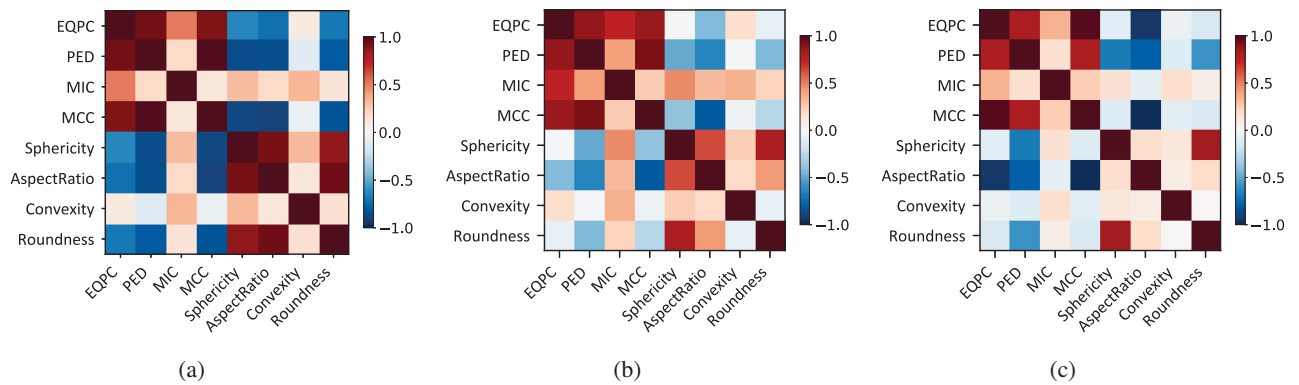 EQPC
PED
MIC
MCC
Sphericity
AspectRatio
Convexity
Roundness
EQPC
PED
MIC
MCC
Sphericity
AspectRatio
Convexity
Roundness
1.0
0.5
0.0
−0.5
−1.0
(a)
EQPC
PED
MIC
MCC
Sphericity
AspectRatio
Convexity
Roundness
EQPC
PED
MIC
MCC
Sphericity
AspectRatio
Convexity
Roundness
1.0
0.5
0.0
−0.5
−1.0
(b)
EQPC
PED
MIC
MCC
Sphericity
AspectRatio
Convexity
Roundness
EQPC
PED
MIC
MCC
Sphericity
AspectRatio
Convexity
Roundness
1.0
0.5
0.0
−0.5
−1.0
(c)